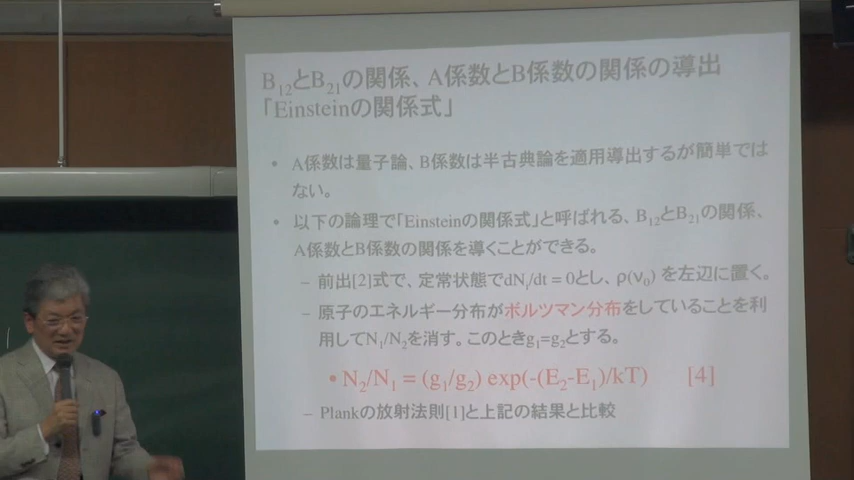 B12とB21の関係、A係数とB係数の関係の導出
「Einsteinの関係式」
• A係数は量子論、B係数は半古典論を適用導出するが簡単では
ない。
• 以下の論理で「Einsteinの関係式」と呼ばれる、B12とB21の関係、
A係数とB係数の関係を導くことができる。
– 前出[2]式で、定常状態でdNi/dt = 0とし、ρ(ν0) を左辺に置く。
– 原子のエネルギー分布がボルツマン分布をしていることを利
用してN1/N2を消す。このときg1=g2とする。
• N2/N1 = (g1/g2) exp(-(E2-E1)/kT) [4]
– Plankの放射法則[1]と上記の結果と比較